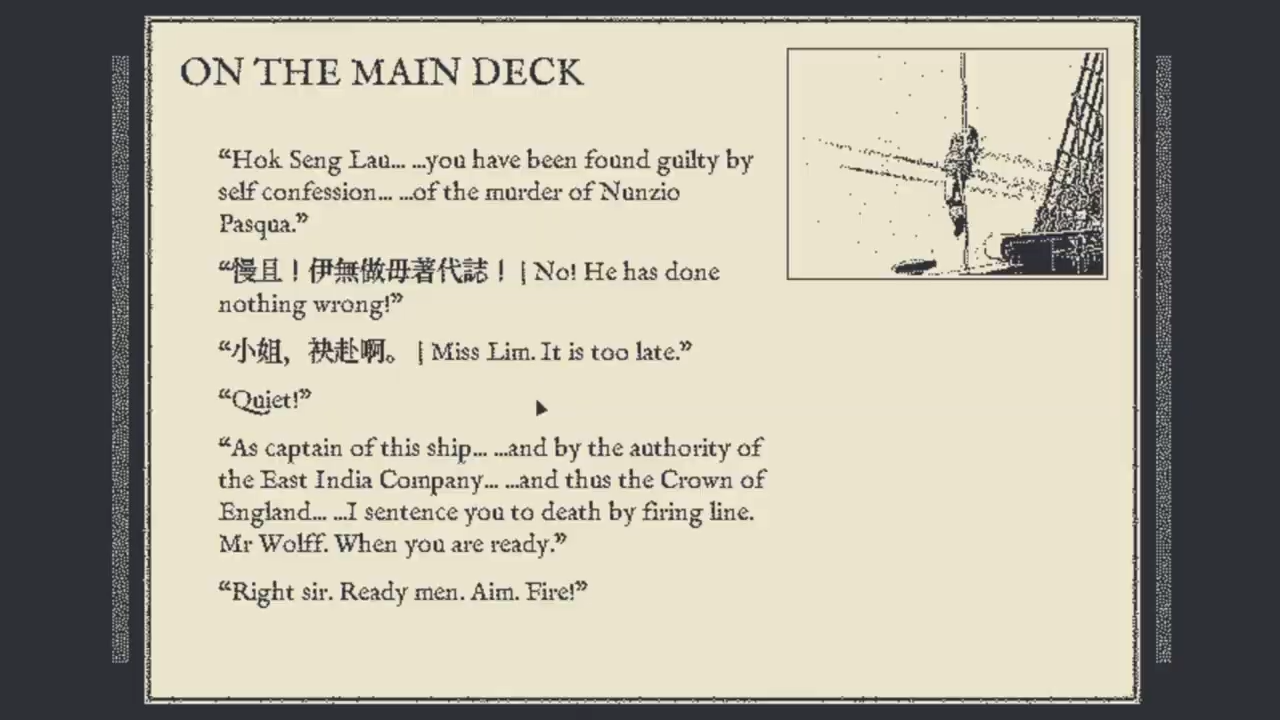 ON THE MAIN DECK
“Hok Seng Lau... ...you have been found guilty by
self confession... ...of the murder of Nunzio
Pasqua.”
“慢且！伊無做毋著代誌！ | No! He has done
nothing wrong!”
“小姐，袂赴啊。 | Miss Lim. It is too late.”
“Quiet!”
“As captain of this ship... ...and by the authority of
the East India Company... ...and thus the Crown of
England... ...I sentence you to death by firing line.
Mr Wolff. When you are ready.”
“Right sir. Ready men. Aim. Fire!”